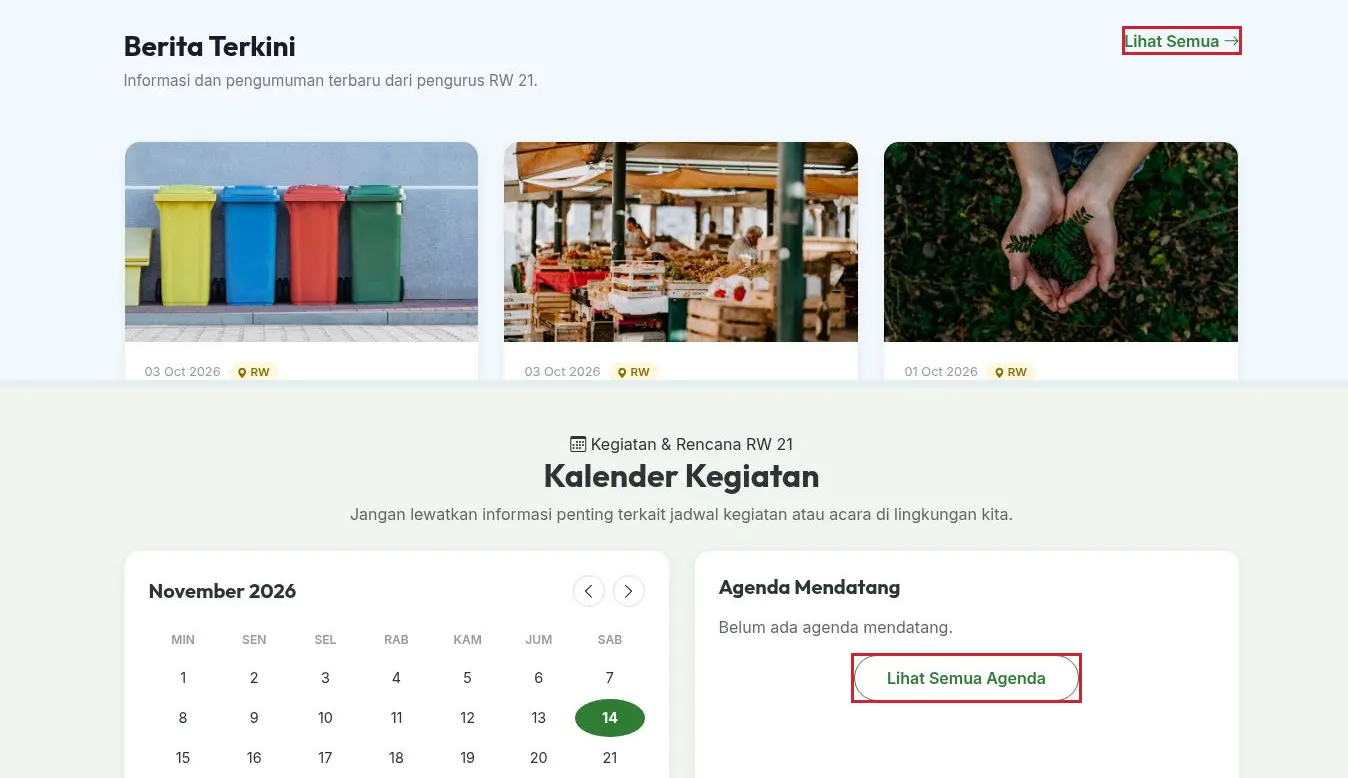 Berita Terkini
Lihat Semua →
Informasi dan pengumuman terbaru dari pengurus RW 21.
03 Oct 2026 RW
03 Oct 2026 RW
01 Oct 2026 RW
Kegiatan & Rencana RW 21
Kalender Kegiatan
Jangan lewatkan informasi penting terkait jadwal kegiatan atau acara di lingkungan kita.
November 2026
MIN SEN SEL RAB KAM JUM SAB
1 2 3 4 5 6 7
8 9 10 11 12 13 14
15 16 17 18 19 20 21
Agenda Mendatang
Belum ada agenda mendatang.
Lihat Semua Agenda